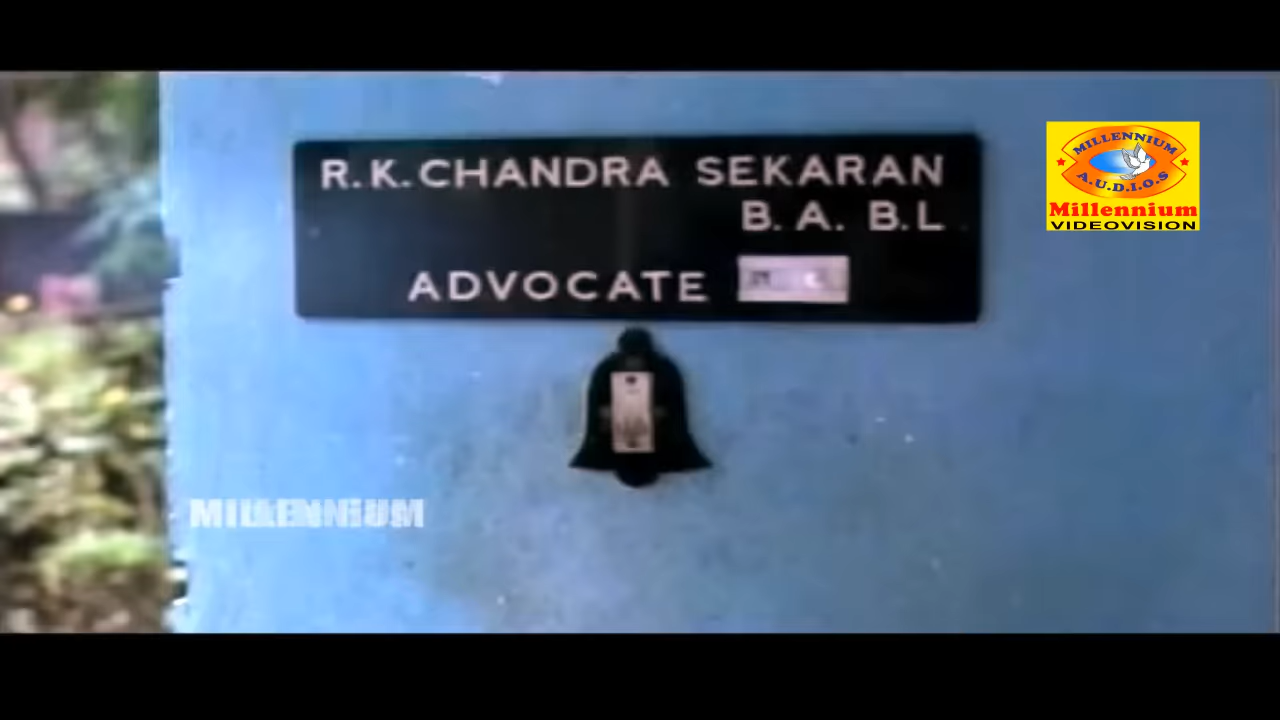 R.K.CHANDRA SEKARAN
B.A. B.L
ADVOCATE
MILLENNIUM
A.U.D.I.O.S
Millennium
VIDEOVISION
MILLENNIUM